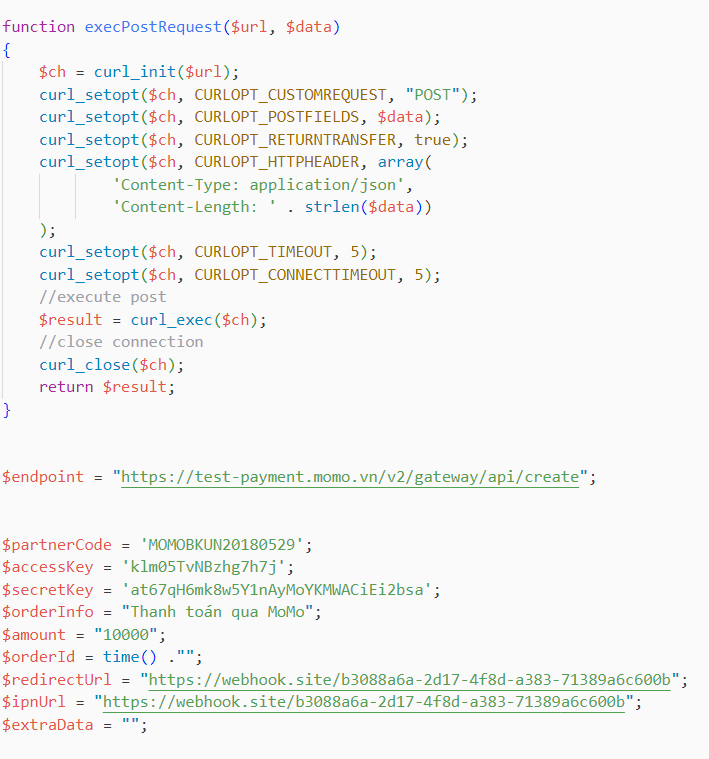 function execPostRequest($url, $data)
{
    $ch = curl_init($url);
    curl_setopt($ch, CURLOPT_CUSTOMREQUEST, "POST");
    curl_setopt($ch, CURLOPT_POSTFIELDS, $data);
    curl_setopt($ch, CURLOPT_RETURNTRANSFER, true);
    curl_setopt($ch, CURLOPT_HTTPHEADER, array(
            'Content-Type: application/json',
            'Content-Length: ' . strlen($data))
    );
    curl_setopt($ch, CURLOPT_TIMEOUT, 5);
    curl_setopt($ch, CURLOPT_CONNECTTIMEOUT, 5);
    //execute post
    $result = curl_exec($ch);
    //close connection
    curl_close($ch);
    return $result;
}
$endpoint = "https://test-payment.momo.vn/v2/gateway/api/create";
$partnerCode = 'MOMOBKUN20180529';
$accessKey = 'klm05TvNBzhg7h7j';
$secretKey = 'at67qH6mk8w5Y1nAyMoYKMWACiEi2bsa';
$orderInfo = "Thanh toán qua MoMo";
$amount = "10000";
$orderId = time() ."";
$redirectUrl = "https://webhook.site/b3088a6a-2d17-4f8d-a383-71389a6c600b";
$ipnUrl = "https://webhook.site/b3088a6a-2d17-4f8d-a383-71389a6c600b";
$extraData = "";